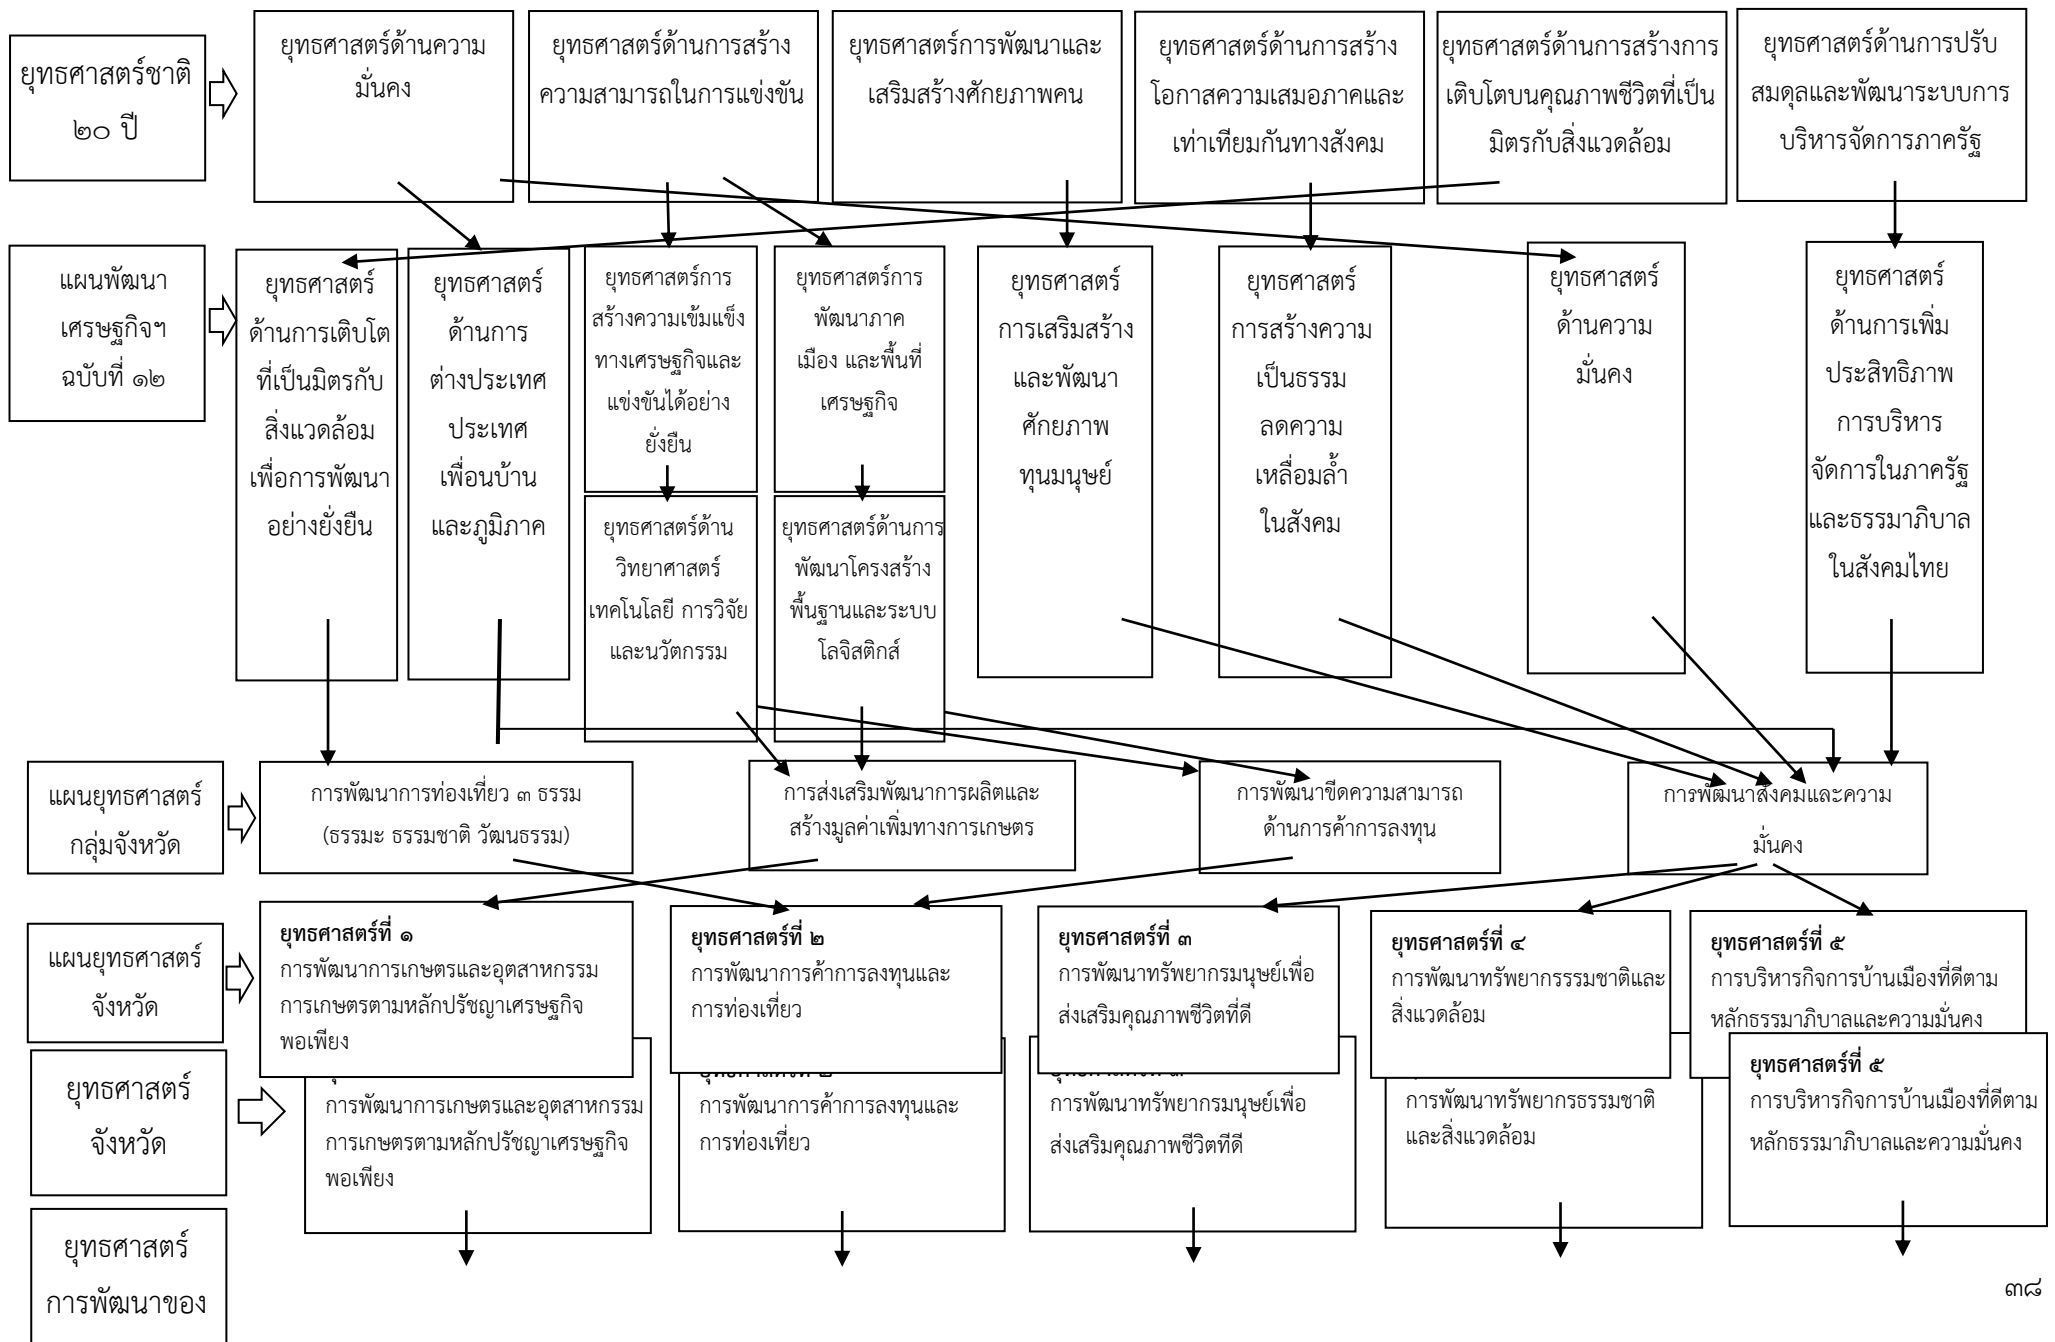 ยุทธศาสตร์ชาติ
๒๐ ปี
ยุทธศาสตร์ด้านความ
มั่นคง
ยุทธศาสตร์ด้านการสร้าง
ความสามารถในการแข่งขัน
ยุทธศาสตร์การพัฒนาและ
เสริมสร้างศักยภาพคน
ยุทธศาสตร์ด้านการสร้าง
โอกาสความเสมอภาคและ
เท่าเทียมกันทางสังคม
ยุทธศาสตร์ด้านการสร้างการ
เติบโตบนคุณภาพชีวิตที่เป็น
มิตรกับสิ่งแวดล้อม
ยุทธศาสตร์ด้านการปรับ
สมดุลและพัฒนาระบบการ
บริหารจัดการภาครัฐ
แผนพัฒนา
เศรษฐกิจฯ
ฉบับที่ ๑๒
ยุทธศาสตร์
ด้านการเติบโต
ที่เป็นมิตรกับ
สิ่งแวดล้อม
เพื่อการพัฒนา
อย่างยั่งยืน
ยุทธศาสตร์
ด้านการ
ต่างประเทศ
ประเทศ
เพื่อนบ้าน
และภูมิภาค
ยุทธศาสตร์การ
สร้างความเข้มแข็ง
ทางเศรษฐกิจและ
แข่งขันได้อย่าง
ยั่งยืน
ยุทธศาสตร์การ
พัฒนาภาค
เมือง และพื้นที่
เศรษฐกิจ
ยุทธศาสตร์ด้าน
วิทยาศาสตร์
เทคโนโลยี การวิจัย
และนวัตกรรม
ยุทธศาสตร์ด้านการ
พัฒนาโครงสร้าง
พื้นฐานและระบบ
โลจิสติกส์
ยุทธศาสตร์
การเสริมสร้าง
และพัฒนา
ศักยภาพ
ทุนมนุษย์
ยุทธศาสตร์
การสร้างความ
เป็นธรรม
ลดความ
เหลื่อมล้ำ
ในสังคม
ยุทธศาสตร์
ด้านความ
มั่นคง
ยุทธศาสตร์
ด้านการเพิ่ม
ประสิทธิภาพ
การบริหาร
จัดการในภาครัฐ
และธรรมาภิบาล
ในสังคมไทย
แผนยุทธศาสตร์
กลุ่มจังหวัด
การพัฒนาการท่องเที่ยว ๓ ธรรม
(ธรรมะ ธรรมชาติ วัฒนธรรม)
การส่งเสริมพัฒนาการผลิตและ
สร้างมูลค่าเพิ่มทางการเกษตร
การพัฒนาขีดความสามารถ
ด้านการค้าการลงทุน
การพัฒนาสังคมและความ
มั่นคง
แผนยุทธศาสตร์
จังหวัด
ยุทธศาสตร์ที่ ๑
การพัฒนาการเกษตรและอุตสาหกรรม
การเกษตรตามหลักปรัชญาเศรษฐกิจ
พอเพียง
ยุทธศาสตร์ที่ ๒
การพัฒนาการค้าการลงทุนและ
การท่องเที่ยว
ยุทธศาสตร์ที่ ๓
การพัฒนาทรัพยากรมนุษย์เพื่อ
ส่งเสริมคุณภาพชีวิตที่ดี
ยุทธศาสตร์ที่ ๔
การพัฒนาทรัพยากรรรมชาติและ
สิ่งแวดล้อม
ยุทธศาสตร์ที่ ๕
การบริหารกิจการบ้านเมืองที่ดีตาม
หลักธรรมาภิบาลและความมั่นคง
ยุทธศาสตร์
จังหวัด
การพัฒนาการเกษตรและอุตสาหกรรม
การเกษตรตามหลักปรัชญาเศรษฐกิจ
พอเพียง
การพัฒนาการค้าการลงทุนและ
การท่องเที่ยว
การพัฒนาทรัพยากรมนุษย์เพื่อ
ส่งเสริมคุณภาพชีวิตทีดี
การพัฒนาทรัพยากรธรรมชาติ
และสิ่งแวดล้อม
ยุทธศาสตร์ที่ ๕
การบริหารกิจการบ้านเมืองที่ดีตาม
หลักธรรมาภิบาลและความมั่นคง
ยุทธศาสตร์
การพัฒนาของ
๓๘